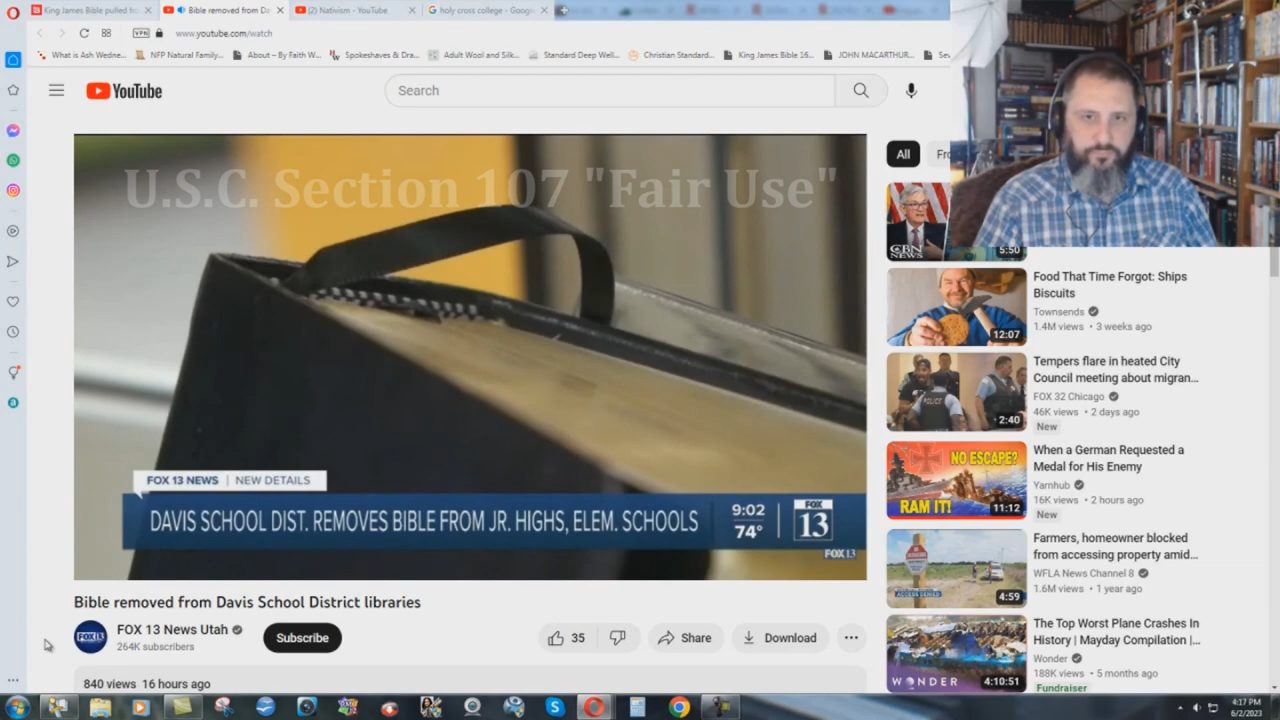 King James Bible pulled from
Bible removed from Da
(2) Nativism - YouTube
holy cross college - Google
VPN
www.youtube.com/watch
What is Ash Wedne...
NFP Natural Family...
About – By Faith W...
Spokeshaves & Dra...
Adult Wool and Silk...
Standard Deep Well...
Christian Standard...
King James Bible 16...
JOHN MACARTHUR...
YouTube
Search
All
U.S.C. Section 107 "Fair Use"
FOX 13 NEWS | NEW DETAILS
DAVIS SCHOOL DIST. REMOVES BIBLE FROM JR. HIGHS, ELEM. SCHOOLS
9:02
74°
FOX
13
FOX13
Bible removed from Davis School District libraries
FOX 13 News Utah
264K subscribers
Subscribe
35
Share
Download
840 views 16 hours ago
CBN
NEWS
5:50
Food That Time Forgot: Ships
Biscuits
Townsends
1.4M views • 3 weeks ago
12:07
Tempers flare in heated City
Council meeting about migran...
FOX 32 Chicago
46K views • 2 days ago
New
POLICE
2:40
When a German Requested a
Medal for His Enemy
Yarnhub
16K views • 2 hours ago
New
NO ESCAPE?
RAM IT!
11:12
Farmers, homeowner blocked
from accessing property amid...
WFLA News Channel 8
1.6M views • 1 year ago
ACCESS DENIED
4:59
The Top Worst Plane Crashes In
History | Mayday Compilation |...
Wonder
188K views • 5 months ago
Fundraiser
WONDER
4:10:51
4:17 PM
6/2/2023